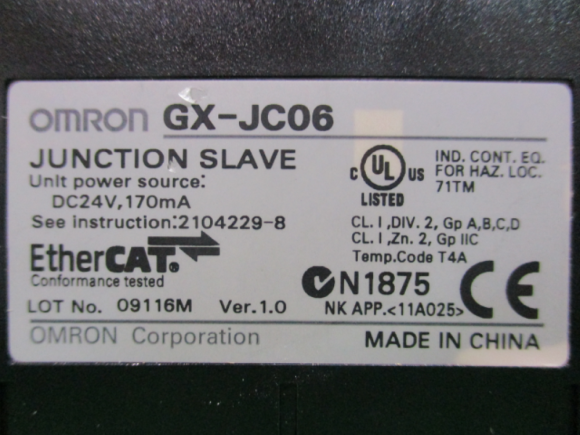 OMRON GX-JC06
JUNCTION SLAVE
Unit power source:
DC24V,170mA
See instruction:2104229-8
EtherCAT®
Conformance tested
LOT No. 09116M Ver.1.0
OMRON Corporation
C UL US
LISTED
IND. CONT. EQ.
FOR HAZ. LOC.
71TM
CL.I,DIV. 2, Gp A,B,C,D
CL.I,Zn. 2, Gp IIC
Temp.Code T4A
N1875
NK APP.<11A025>
CE
MADE IN CHINA